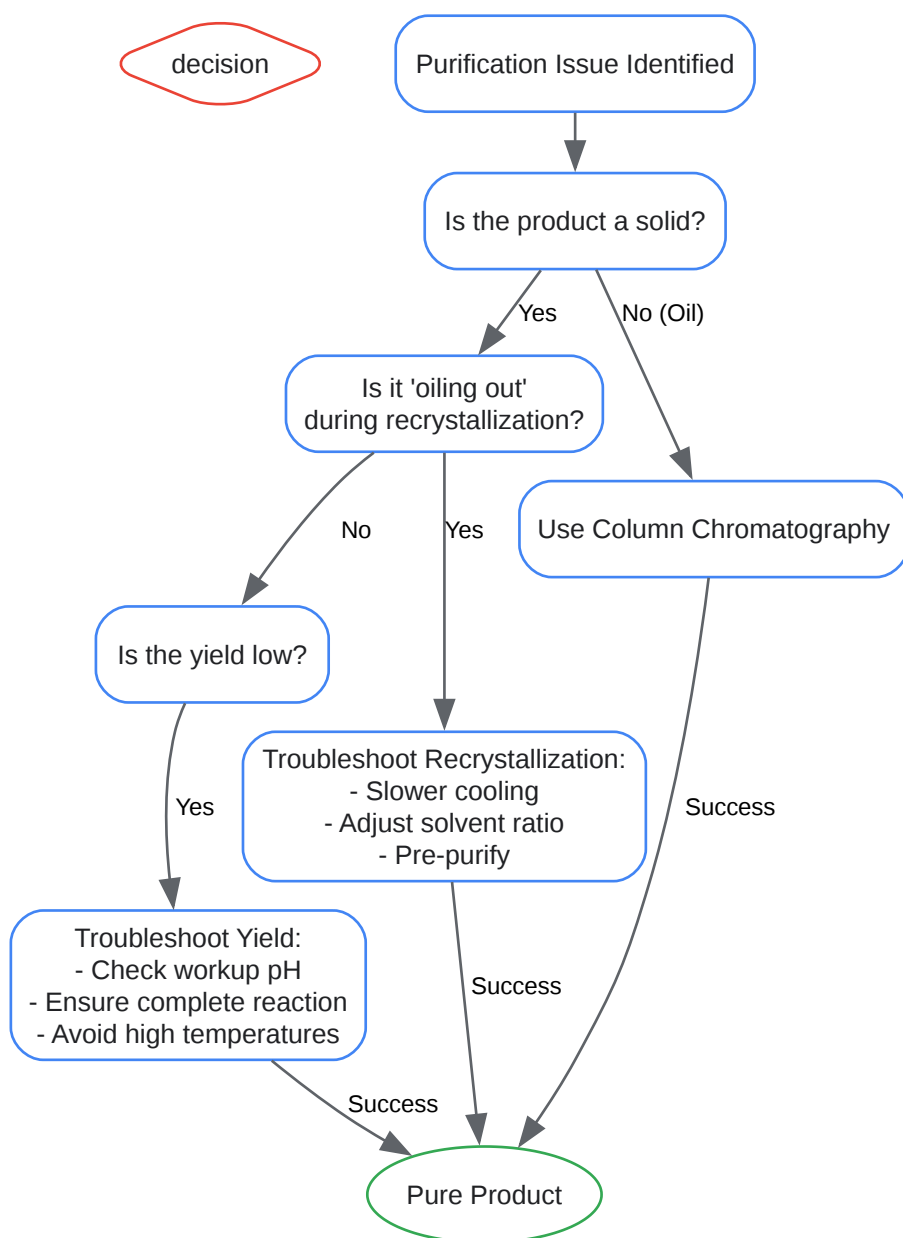 decision
Purification Issue Identified
Is the product a solid?
Yes
No (Oil)
Is it 'oiling out'
during recrystallization?
Use Column Chromatography
No
Yes
Is the yield low?
Troubleshoot Recrystallization:
- Slower cooling
- Adjust solvent ratio
- Pre-purify
Yes
Success
Troubleshoot Yield:
- Check workup pH
- Ensure complete reaction
- Avoid high temperatures
Success
Success
Pure Product